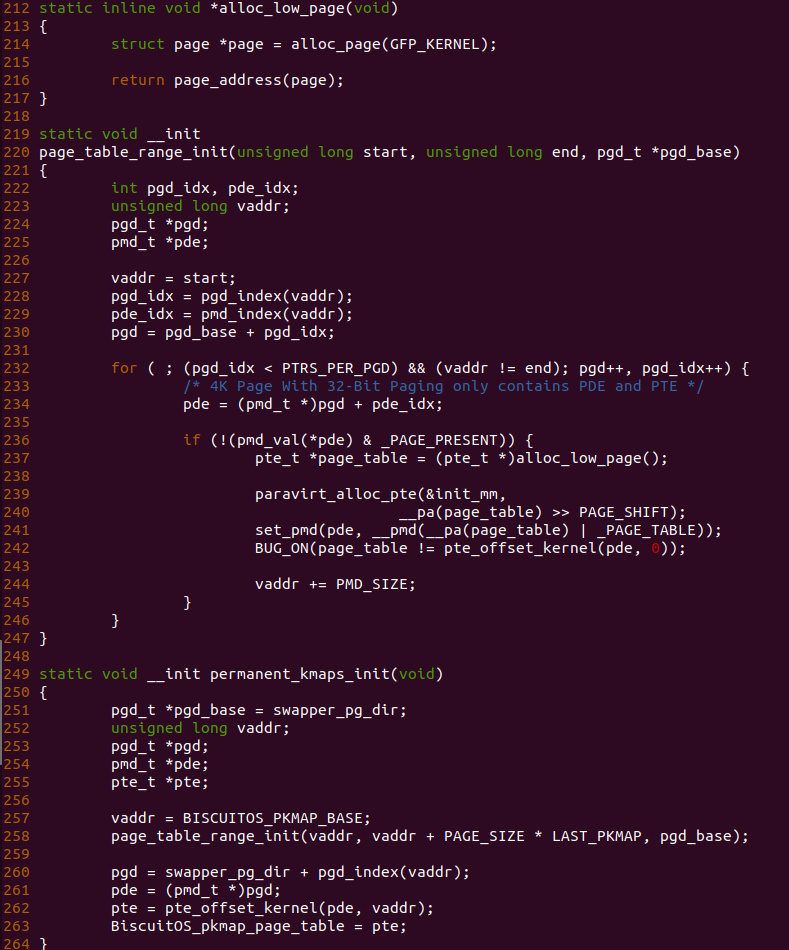 212 static inline void *alloc_low_page(void)
213 {
214         struct page *page = alloc_page(GFP_KERNEL);
215
216         return page_address(page);
217 }
218
219 static void __init
220 page_table_range_init(unsigned long start, unsigned long end, pgd_t *pgd_base)
221 {
222         int pgd_idx, pde_idx;
223         unsigned long vaddr;
224         pgd_t *pgd;
225         pmd_t *pde;
226
227         vaddr = start;
228         pgd_idx = pgd_index(vaddr);
229         pde_idx = pmd_index(vaddr);
230         pgd = pgd_base + pgd_idx;
231
232         for ( ; (pgd_idx < PTRS_PER_PGD) && (vaddr != end); pgd++, pgd_idx++) {
233                 /* 4K Page With 32-Bit Paging only contains PDE and PTE */
234                 pde = (pmd_t *)pgd + pde_idx;
235
236                 if (!(pmd_val(*pde) & _PAGE_PRESENT)) {
237                         pte_t *page_table = (pte_t *)alloc_low_page();
238
239                         paravirt_alloc_pte(&init_mm,
240                                         __pa(page_table) >> PAGE_SHIFT);
241                         set_pmd(pde, __pmd(__pa(page_table) | _PAGE_TABLE));
242                         BUG_ON(page_table != pte_offset_kernel(pde, 0));
243
244                         vaddr += PMD_SIZE;
245                 }
246         }
247 }
248
249 static void __init permanent_kmaps_init(void)
250 {
251         pgd_t *pgd_base = swapper_pg_dir;
252         unsigned long vaddr;
253         pgd_t *pgd;
254         pmd_t *pde;
255         pte_t *pte;
256
257         vaddr = BISCUITOS_PKMAP_BASE;
258         page_table_range_init(vaddr, vaddr + PAGE_SIZE * LAST_PKMAP, pgd_base);
259
260         pgd = swapper_pg_dir + pgd_index(vaddr);
261         pde = (pmd_t *)pgd;
262         pte = pte_offset_kernel(pde, vaddr);
263         BiscuitOS_pkmap_page_table = pte;
264 }